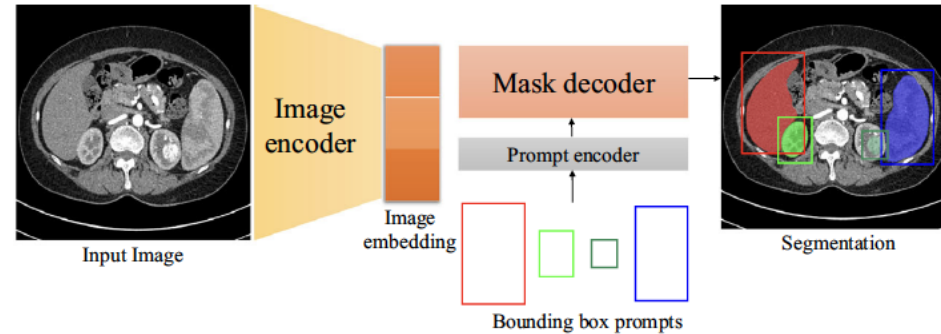 Input Image
Image
encoder
Image
embedding
Mask decoder
Prompt encoder
Bounding box prompts
Segmentation